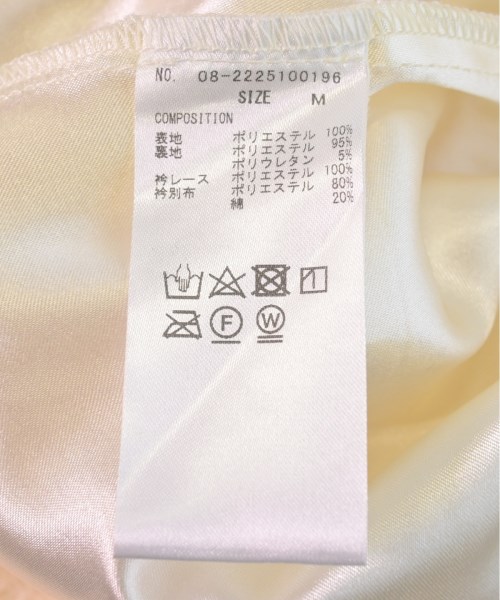 NO. 08-2225100196
SIZE M
COMPOSITION
表地 ポリエステル 100%
裏地 ポリエステル 95%
ポリウレタン 5%
衿レース ポリエステル 100%
衿別布 ポリエステル 80%
綿 20%
F W